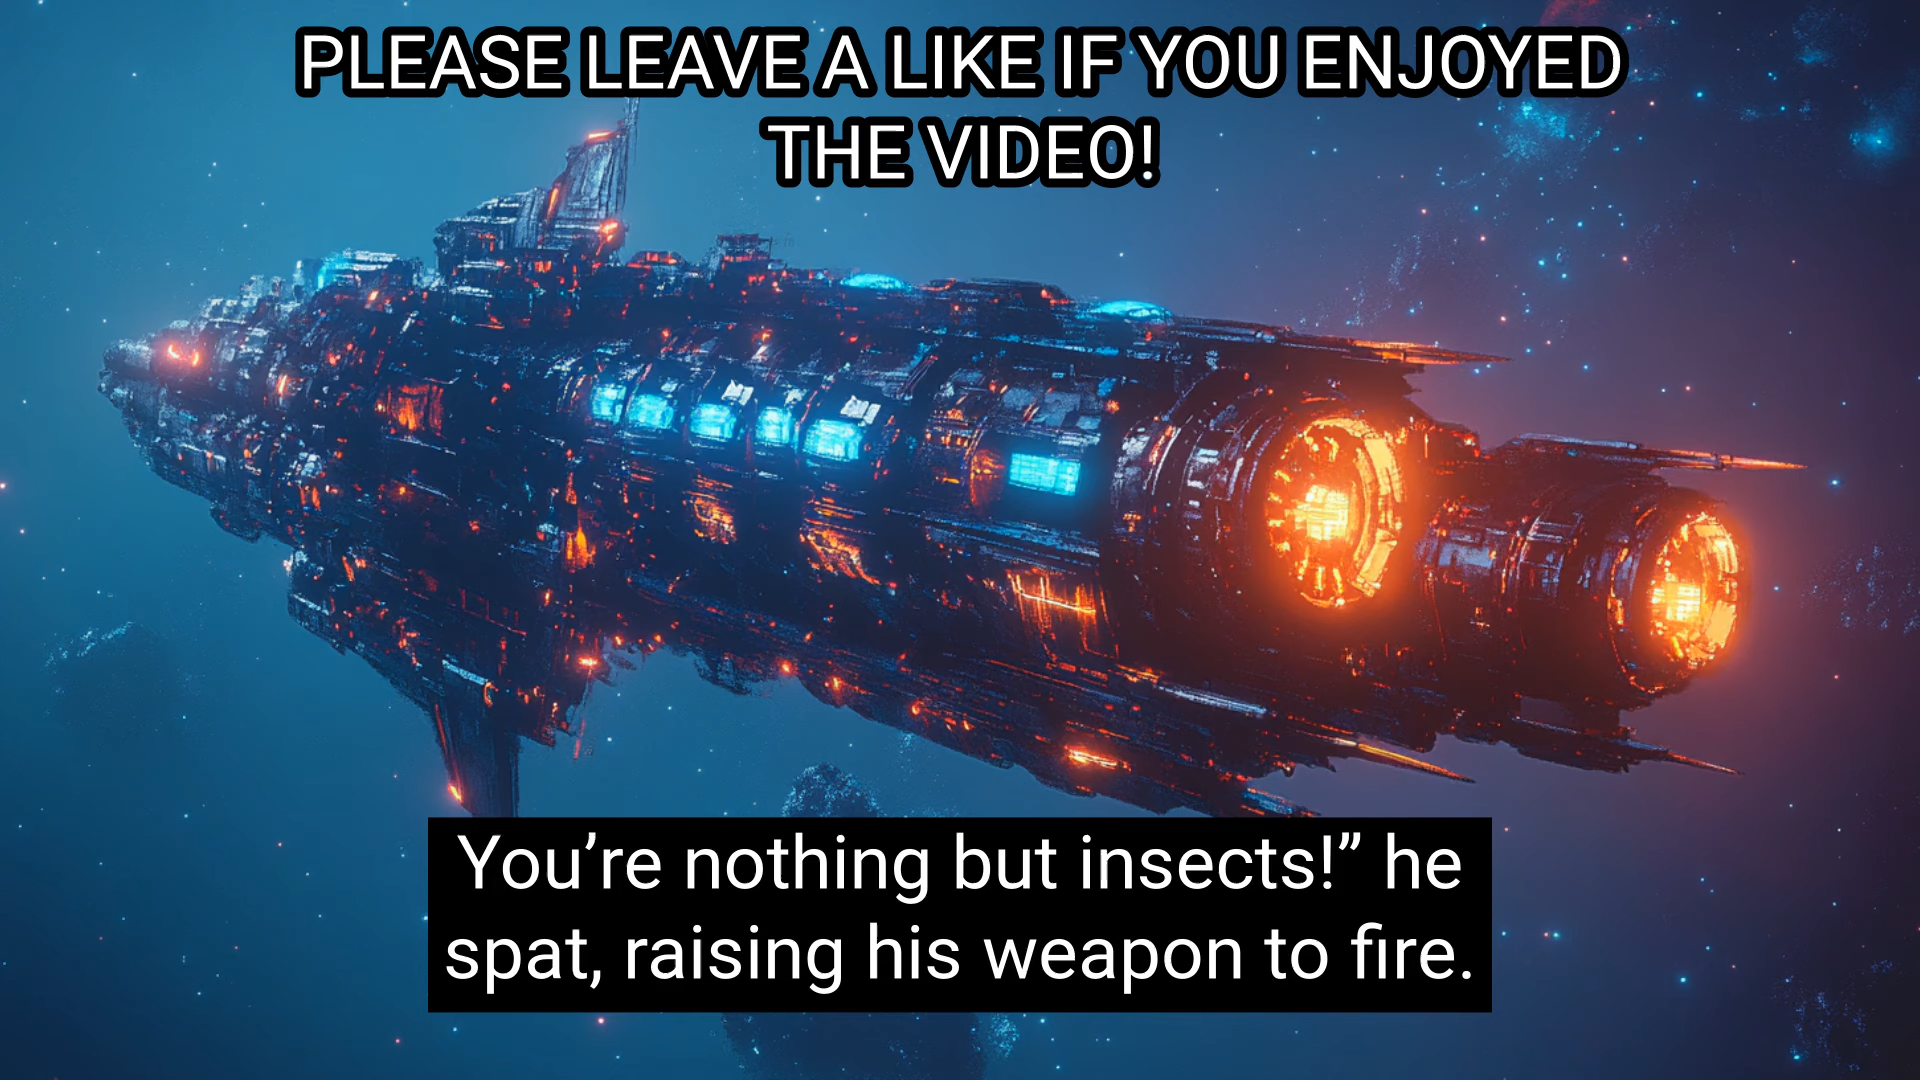 PLEASE LEAVE A LIKE IF YOU ENJOYED
THE VIDEO!
You’re nothing but insects!” he
spat, raising his weapon to fire.